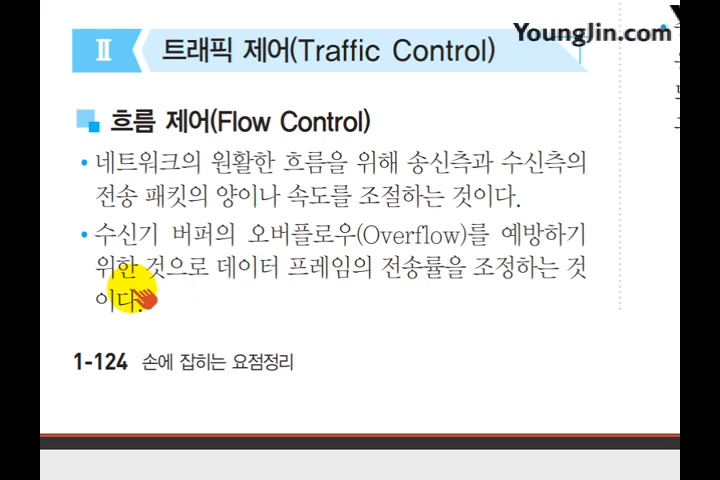 YoungJin.com
Ⅱ 트래픽 제어(Traffic Control)
흐름 제어(Flow Control)
• 네트워크의 원활한 흐름을 위해 송신측과 수신측의
전송 패킷의 양이나 속도를 조절하는 것이다.
• 수신기 버퍼의 오버플로우(Overflow)를 예방하기
위한 것으로 데이터 프레임의 전송률을 조정하는 것
이다.
1-124 손에 잡히는 요점정리